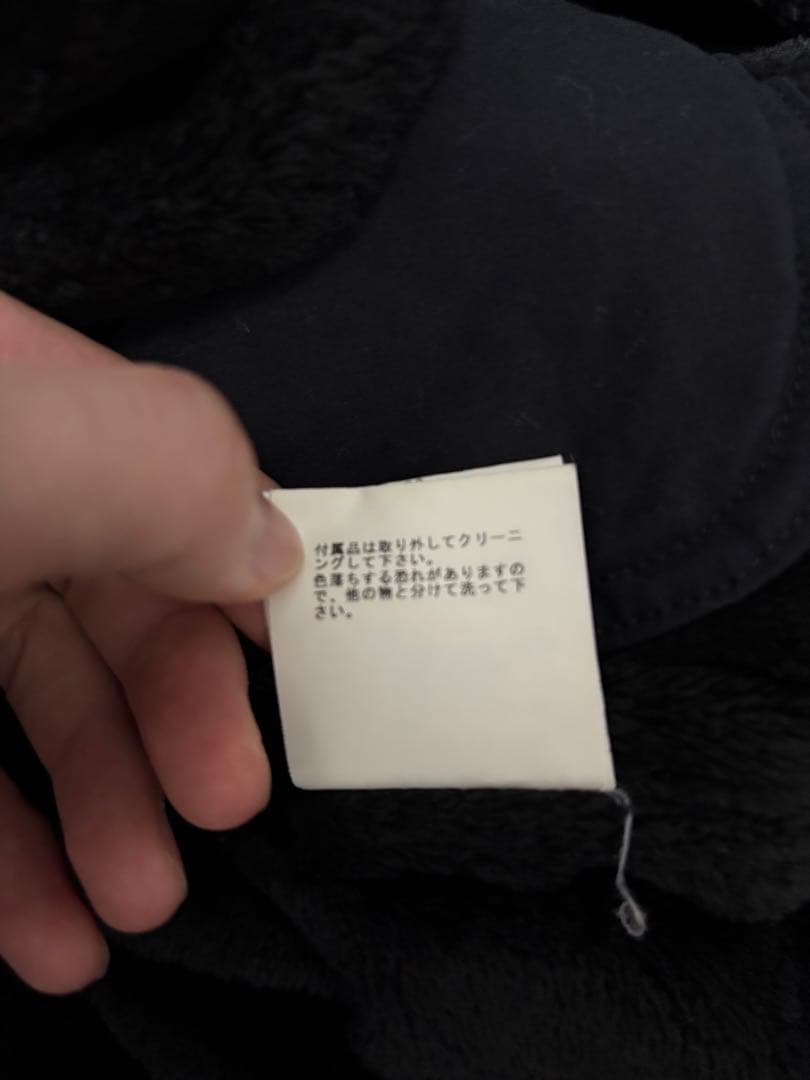 付属品は取り外してクリーニ
ングして下さい。
色落ちする恐れがありますの
で、他の物と分けて洗って下
さい。